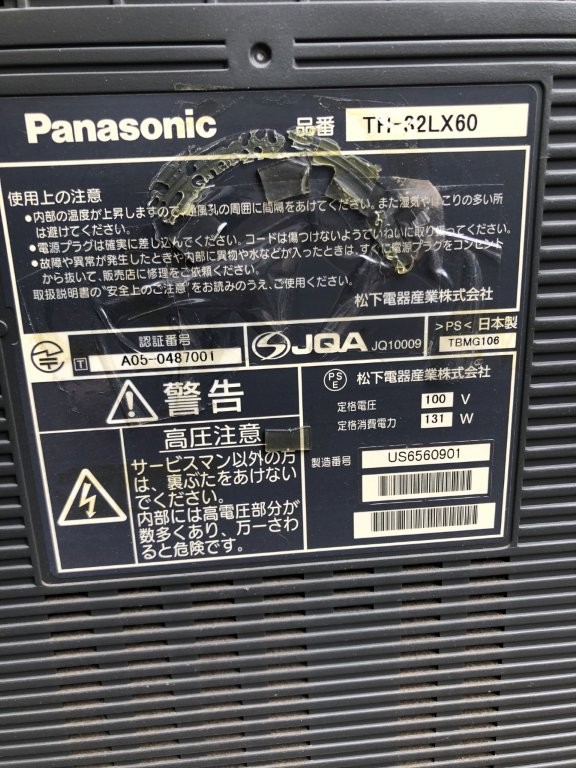 Panasonic
品番 TH-32LX60
使用上の注意
●内部の温度が上昇しますので、通風孔の周囲に間隔をあけてください。また湿気やほこりの多い所
は避けてください。
●電源プラグは確実に差し込んでください。コードは傷つけないようていねいに取り扱ってください。
●故障や異常が発生したときや内部に異物や水などが入ったときは、すぐに電源プラグをコンセント
から抜いて、販売店に修理をご依頼ください。
取扱説明書の"安全上のご注意"をお読みのうえ、ご使用ください。
松下電器産業株式会社
認証番号
T A05-0487001
JQA JQ10009
>PS< 日本製
TBMG106
警告
高圧注意
サービスマン以外の方
は、裏ぶたをあけない
でください。
内部には高電圧部分が
数多くあり、万一さわ
ると危険です。
PSE 松下電器産業株式会社
定格電圧 100 V
定格消費電力 131 W
製造番号 US6560901